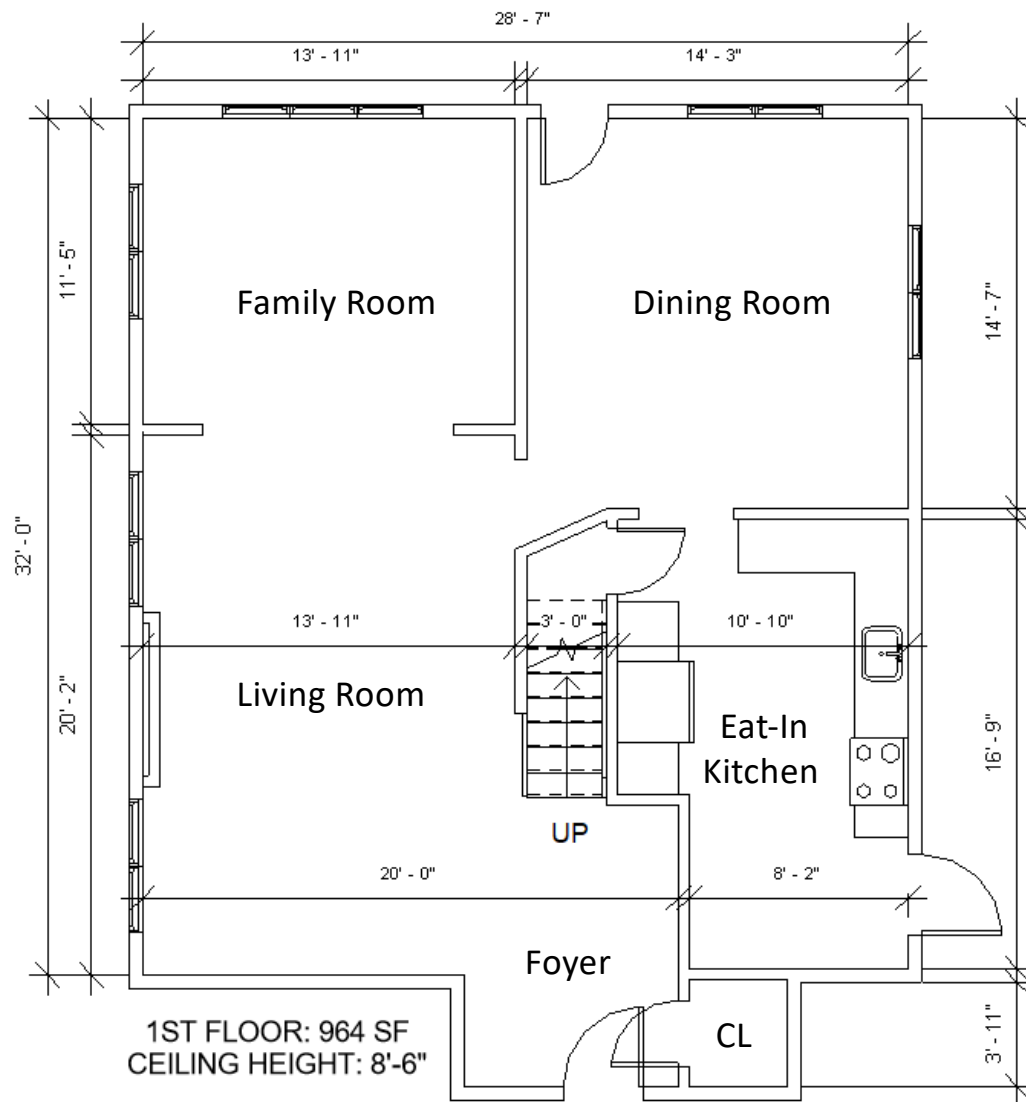 28' - 7"
13' - 11"
14' - 3"
11' - 5"
Family Room
Dining Room
14' - 7"
32' - 0"
13' - 11"
3' - 0"
10' - 10"
20' - 2"
Living Room
Eat-In
Kitchen
16' - 9"
UP
20' - 0"
8' - 2"
Foyer
1ST FLOOR: 964 SF
CEILING HEIGHT: 8'-6"
CL
3' - 11"